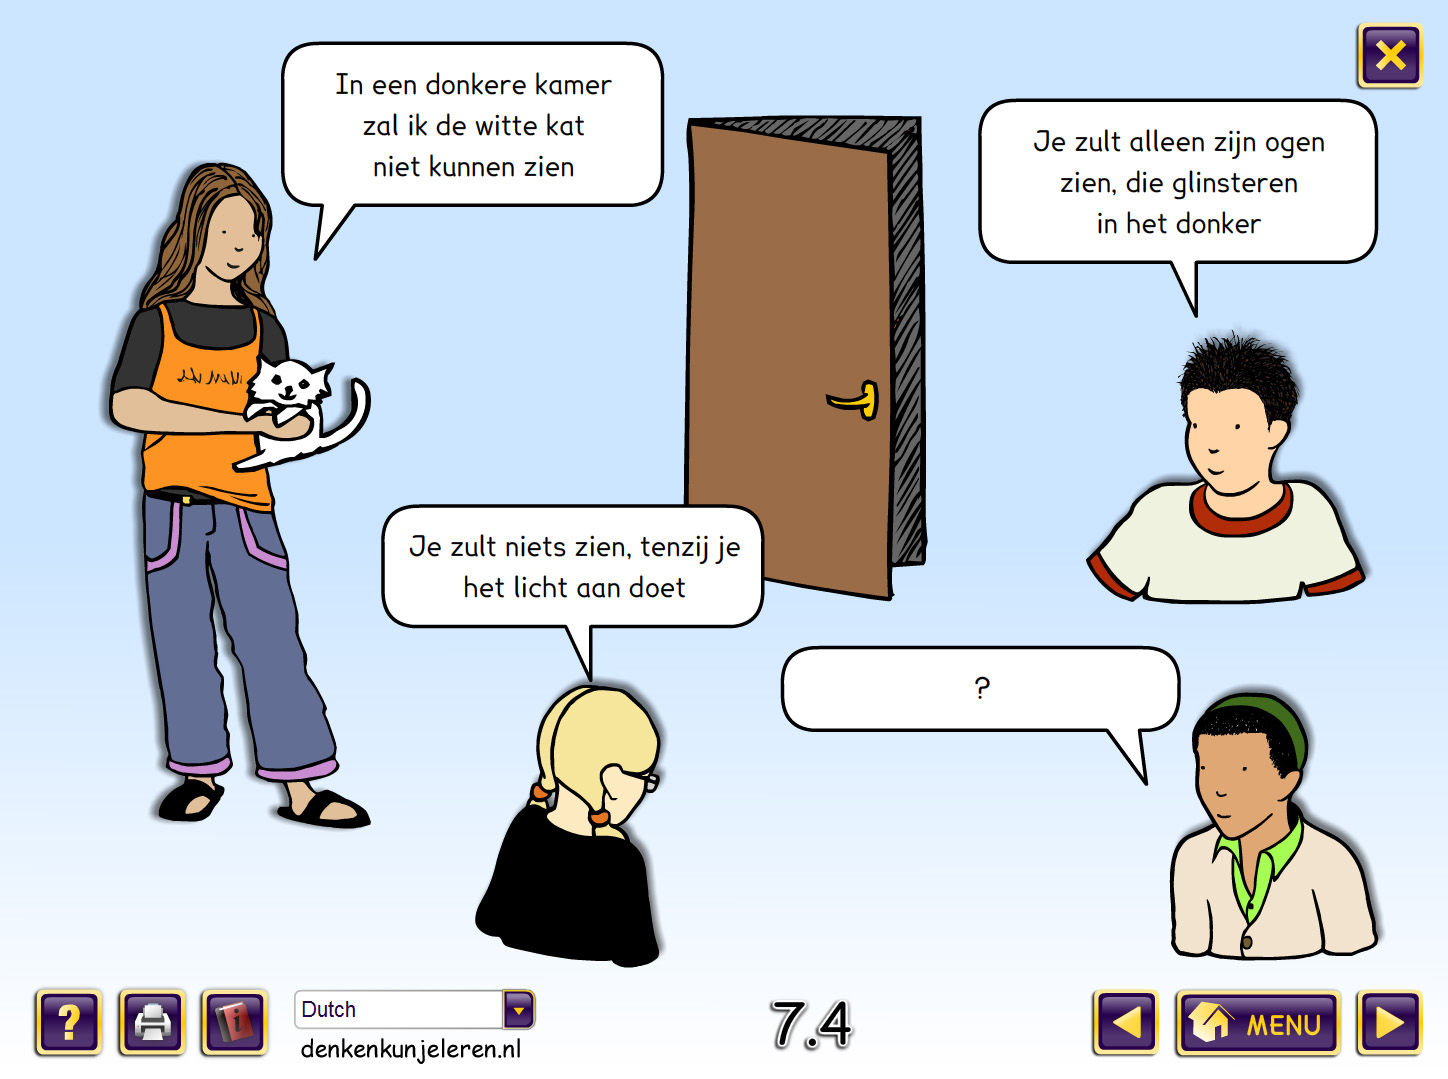 In een donkere kamer
zal ik de witte kat
niet kunnen zien
Je zult alleen zijn ogen
zien, die glinsteren
in het donker
Je zult niets zien, tenzij je
het licht aan doet
?
?
i
Dutch
denkenkunjeleren.nl
7.4
MENU